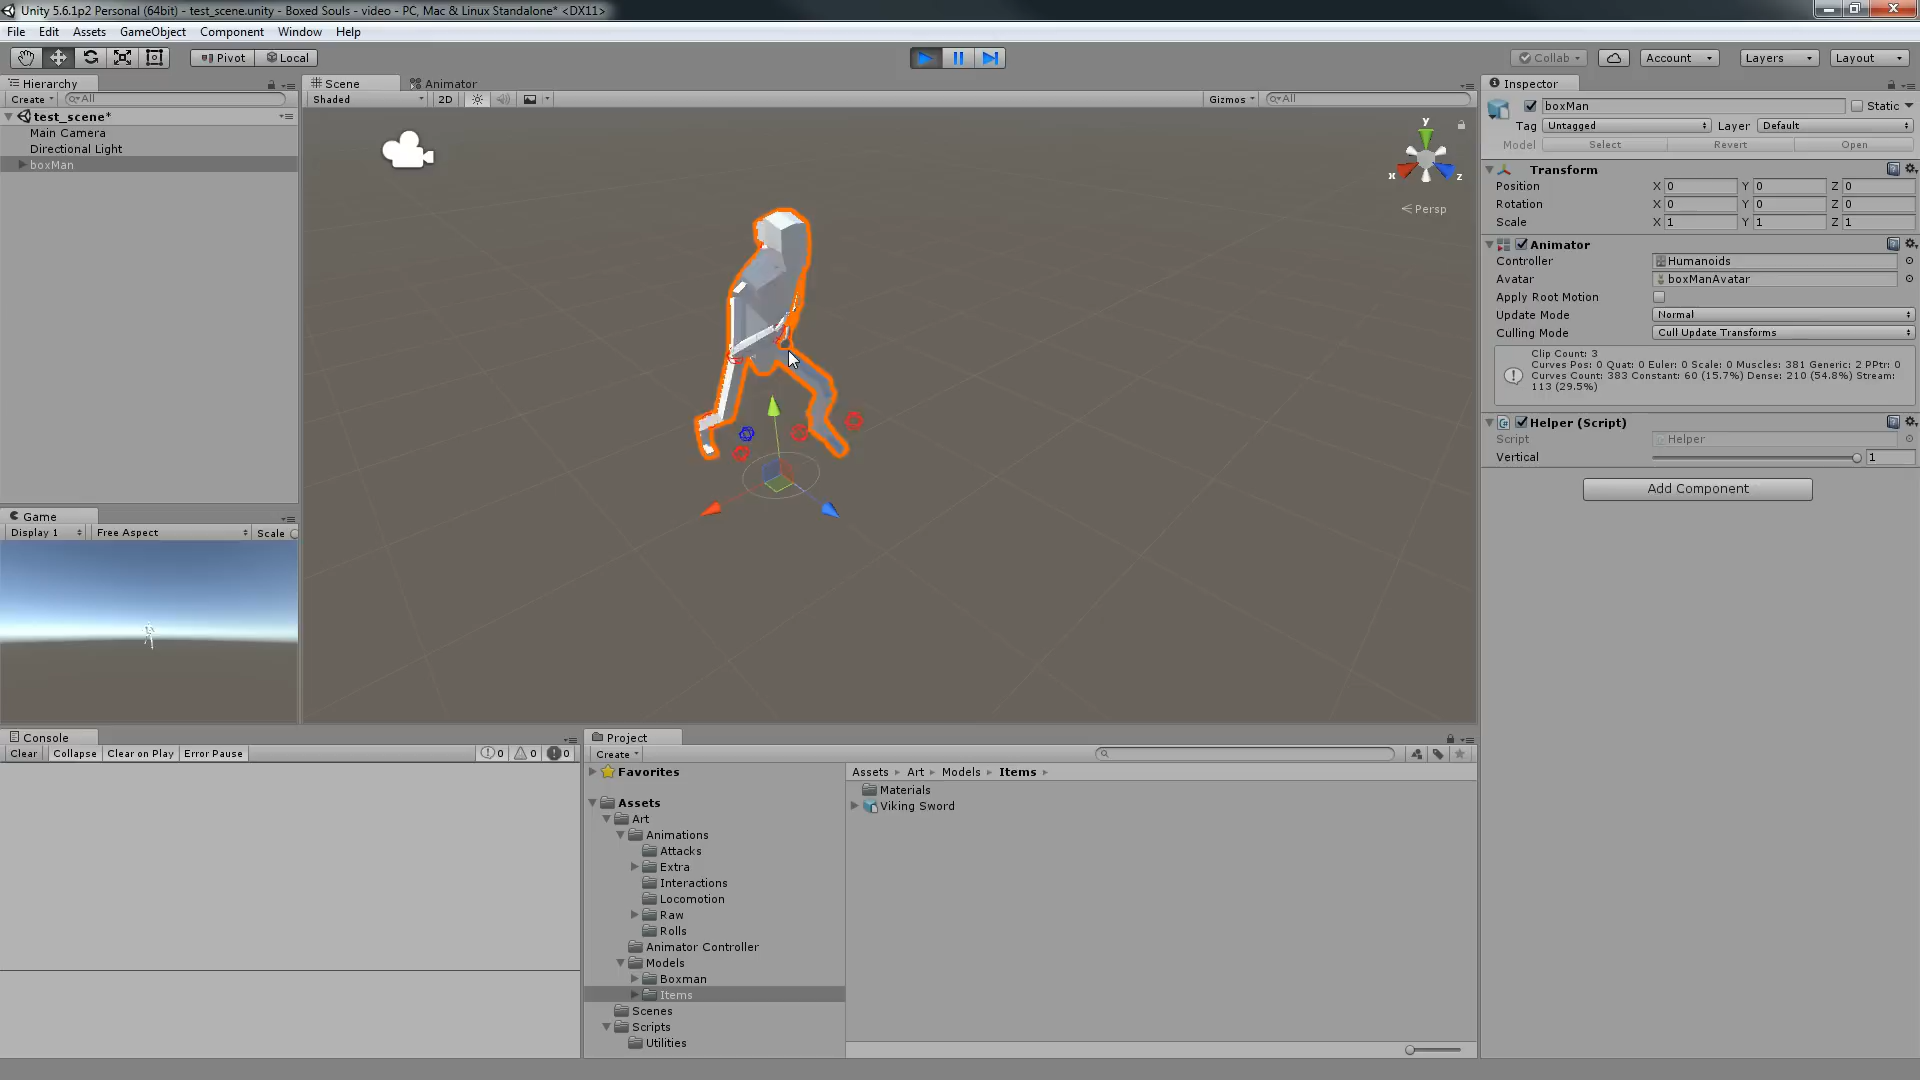 Unity 5.6.1p2 Personal (64bit) - test_scene.unity - Boxed Souls - video - PC, Mac & Linux Standalone* <DX11>
File Edit Assets GameObject Component Window Help
Pivot Local Collab Account Layers Layout
Hierarchy
Create All
test_scene*
Main Camera
Directional Light
boxMan
Scene Animator
Shaded 2D Gizmos All
y
x
z
Persp
Inspector
boxMan Static
Tag Untagged Layer Default
Model Select Revert Open
Transform
Position X 0 Y 0 Z 0
Rotation X 0 Y 0 Z 0
Scale X 1 Y 1 Z 1
Animator
Controller Humanoids
Avatar boxManAvatar
Apply Root Motion
Update Mode Normal
Culling Mode Cull Update Transforms
Clip Count: 3
Curves Pos: 0 Quat: 0 Euler: 0 Scale: 0 Muscles: 381 Generic: 2 PPtr: 0
Curves Count: 383 Constant: 60 (15.7%) Dense: 210 (54.8%) Stream:
113 (29.5%)
Helper (Script)
Script Helper
Vertical 1
Add Component
Game
Display 1 Free Aspect Scale
Console
Clear Collapse Clear on Play Error Pause 0 0 0
Project
Create
Favorites
Assets
Art
Animations
Attacks
Extra
Interactions
Locomotion
Raw
Rolls
Animator Controller
Models
Boxman
Items
Scenes
Scripts
Utilities
Assets Art Models Items
Materials
Viking Sword